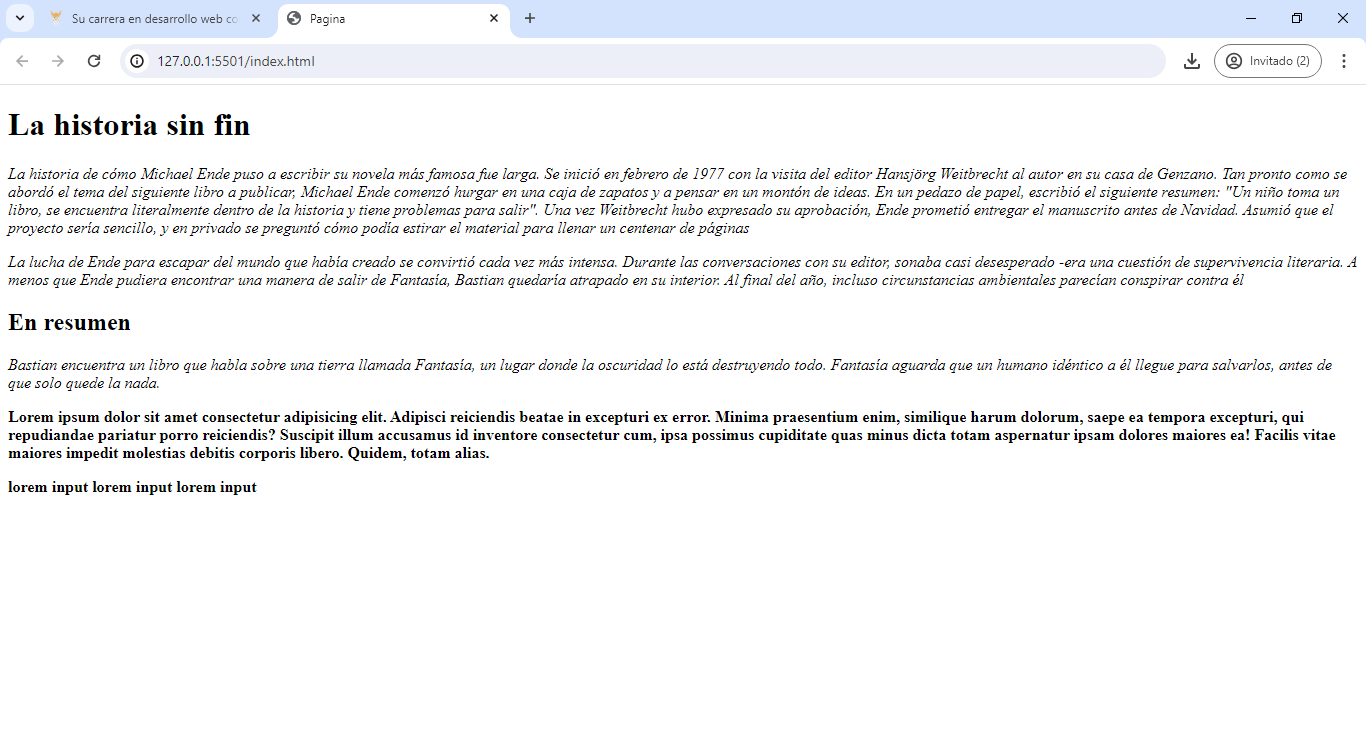 Su carrera en desarrollo web co
Pagina
127.0.0.1:5501/index.html
Invitado (2)
La historia sin fin
La historia de cómo Michael Ende puso a escribir su novela más famosa fue larga. Se inició en febrero de 1977 con la visita del editor Hansjörg Weitbrecht al autor en su casa de Genzano. Tan pronto como se
abordó el tema del siguiente libro a publicar, Michael Ende comenzó hurgar en una caja de zapatos y a pensar en un montón de ideas. En un pedazo de papel, escribió el siguiente resumen: "Un niño toma un
libro, se encuentra literalmente dentro de la historia y tiene problemas para salir". Una vez Weitbrecht hubo expresado su aprobación, Ende prometió entregar el manuscrito antes de Navidad. Asumió que el
proyecto sería sencillo, y en privado se preguntó cómo podía estirar el material para llenar un centenar de páginas
La lucha de Ende para escapar del mundo que había creado se convirtió cada vez más intensa. Durante las conversaciones con su editor, sonaba casi desesperado -era una cuestión de supervivencia literaria. A
menos que Ende pudiera encontrar una manera de salir de Fantasía, Bastian quedaría atrapado en su interior. Al final del año, incluso circunstancias ambientales parecían conspirar contra él
En resumen
Bastian encuentra un libro que habla sobre una tierra llamada Fantasía, un lugar donde la oscuridad lo está destruyendo todo. Fantasía aguarda que un humano idéntico a él llegue para salvarlos, antes de
que solo quede la nada.
Lorem ipsum dolor sit amet consectetur adipisicing elit. Adipisci reiciendis beatae in excepturi ex error. Minima praesentium enim, similique harum dolorum, saepe ea tempora excepturi, qui
repudiandae pariatur porro reiciendis? Suscipit illum accusamus id inventore consectetur cum, ipsa possimus cupiditate quas minus dicta totam aspernatur ipsam dolores maiores ea! Facilis vitae
maiores impedit molestias debitis corporis libero. Quidem, totam alias.
lorem input lorem input lorem input